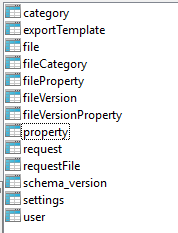 category
exportTemplate
file
fileCategory
fileProperty
fileVersion
fileVersionProperty
property
request
requestFile
schema_version
settings
user